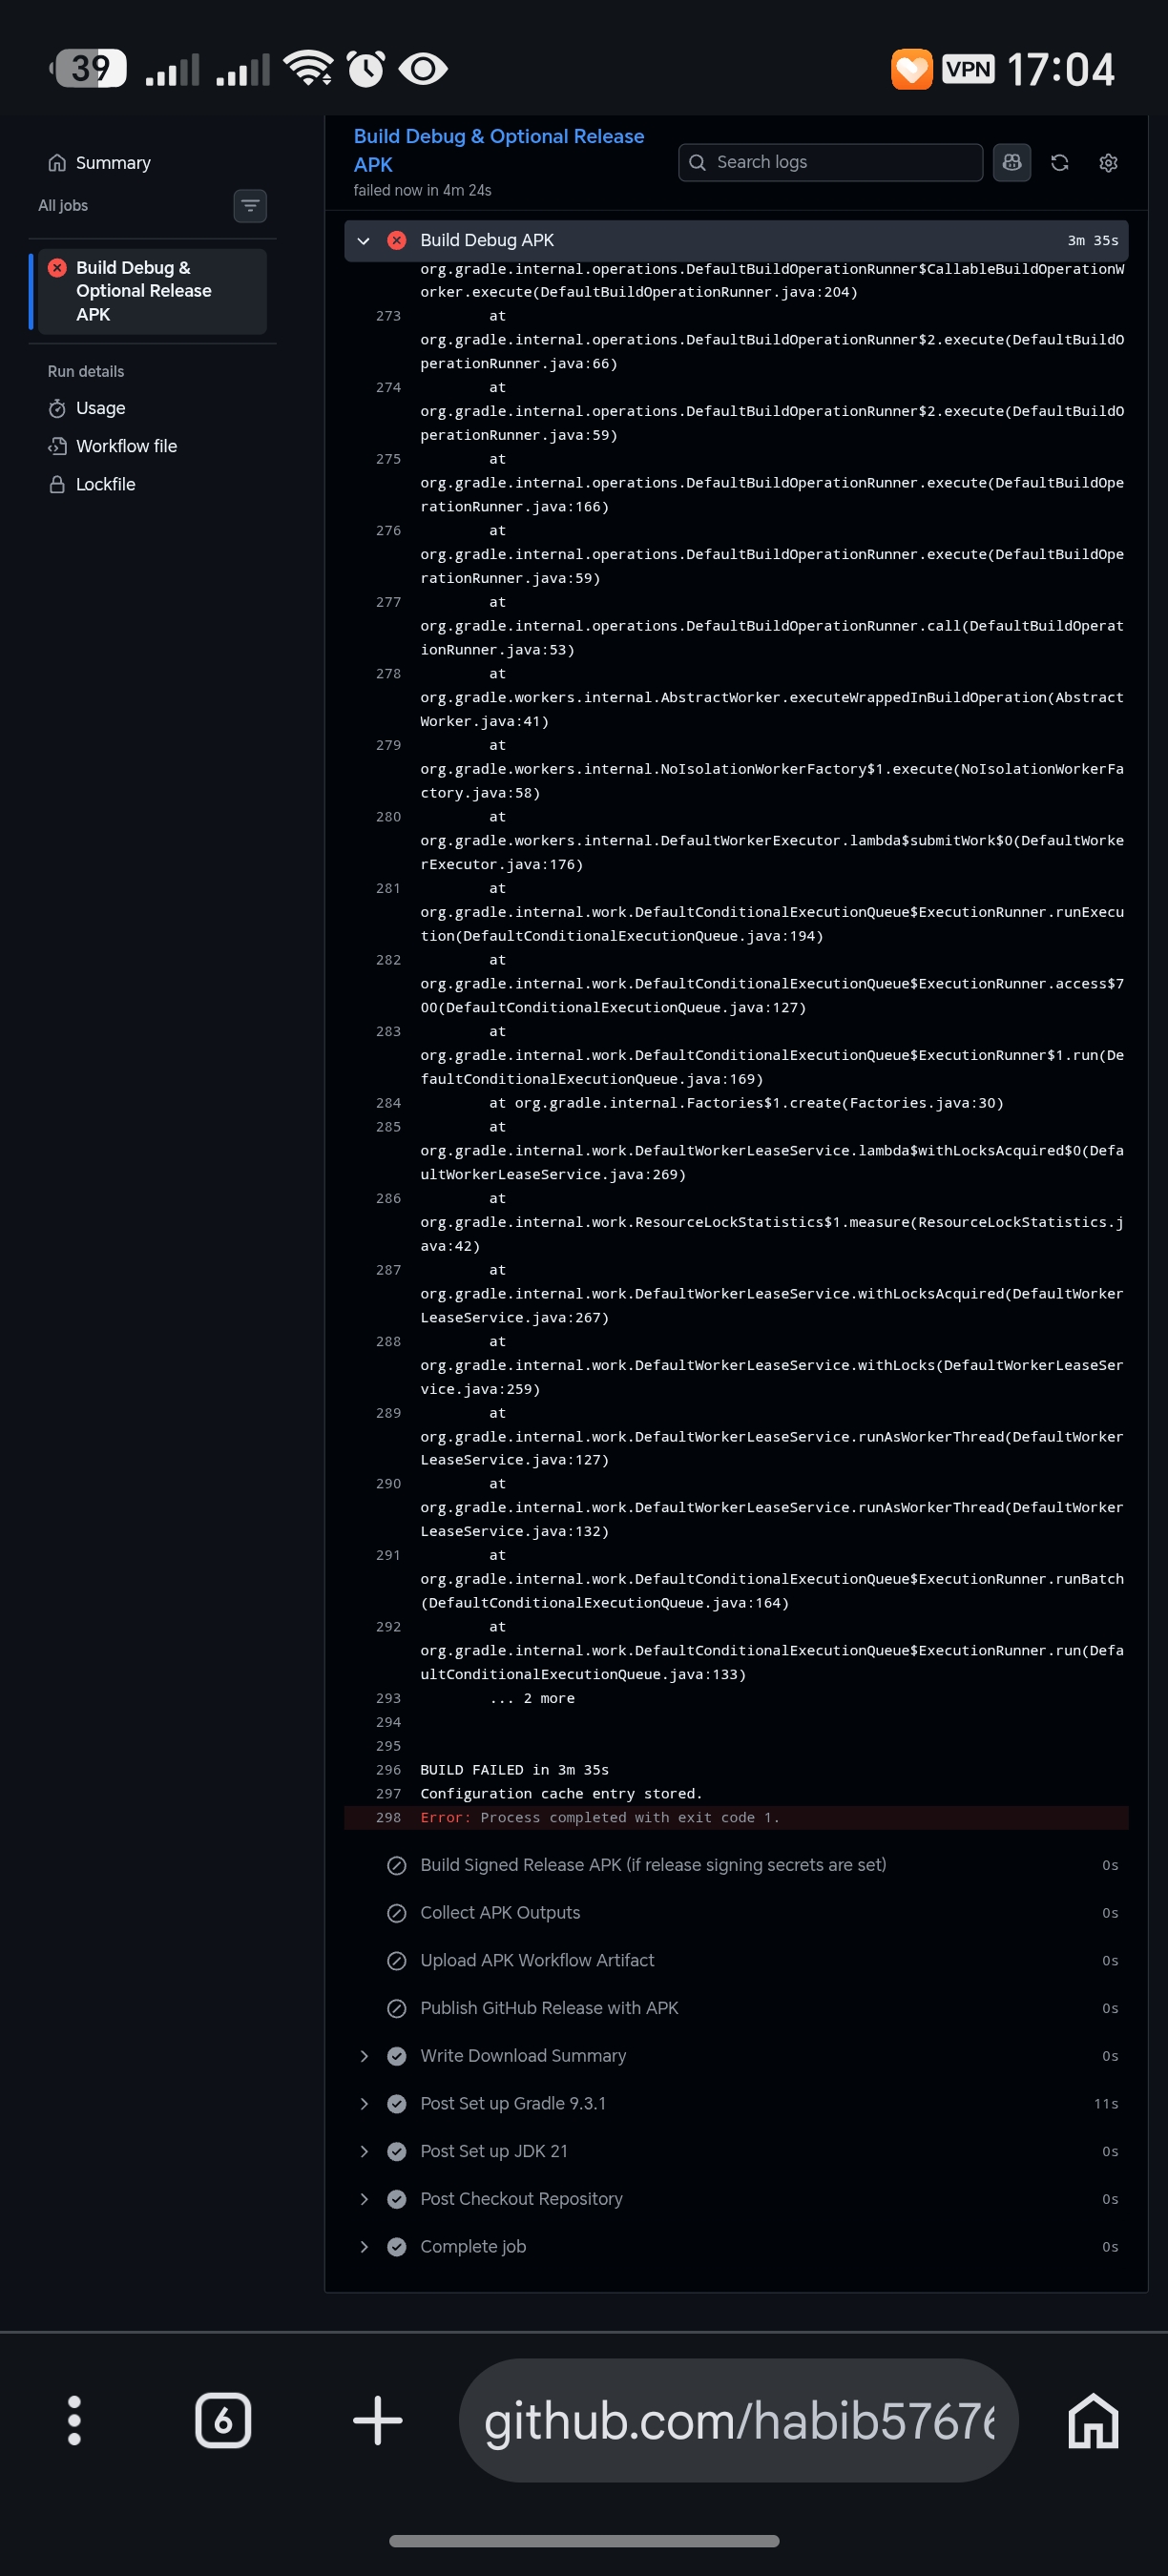 39
VPN 17:04
Summary
All jobs
Build Debug &
Optional Release
APK
Run details
Usage
Workflow file
Lockfile
Build Debug & Optional Release
APK
failed now in 4m 24s
Search logs
Build Debug APK 3m 35s
org.gradle.internal.operations.DefaultBuildOperationRunner$CallableBuildOperationW
orker.execute(DefaultBuildOperationRunner.java:204)
273 at
org.gradle.internal.operations.DefaultBuildOperationRunner$2.execute(DefaultBuildO
perationRunner.java:66)
274 at
org.gradle.internal.operations.DefaultBuildOperationRunner$2.execute(DefaultBuildO
perationRunner.java:59)
275 at
org.gradle.internal.operations.DefaultBuildOperationRunner.execute(DefaultBuildOpe
rationRunner.java:166)
276 at
org.gradle.internal.operations.DefaultBuildOperationRunner.execute(DefaultBuildOpe
rationRunner.java:59)
277 at
org.gradle.internal.operations.DefaultBuildOperationRunner.call(DefaultBuildOperat
ionRunner.java:53)
278 at
org.gradle.workers.internal.AbstractWorker.executeWrappedInBuildOperation(Abstract
Worker.java:41)
279 at
org.gradle.workers.internal.NoIsolationWorkerFactory$1.execute(NoIsolationWorkerFa
ctory.java:58)
280 at
org.gradle.workers.internal.DefaultWorkerExecutor.lambda$submitWork$0(DefaultWorke
rExecutor.java:176)
281 at
org.gradle.internal.work.DefaultConditionalExecutionQueue$ExecutionRunner.runExecu
tion(DefaultConditionalExecutionQueue.java:194)
282 at
org.gradle.internal.work.DefaultConditionalExecutionQueue$ExecutionRunner.access$7
00(DefaultConditionalExecutionQueue.java:127)
283 at
org.gradle.internal.work.DefaultConditionalExecutionQueue$ExecutionRunner$1.run(De
faultConditionalExecutionQueue.java:169)
284 at org.gradle.internal.Factories$1.create(Factories.java:30)
285 at
org.gradle.internal.work.DefaultWorkerLeaseService.lambda$withLocksAcquired$0(Defa
ultWorkerLeaseService.java:269)
286 at
org.gradle.internal.work.ResourceLockStatistics$1.measure(ResourceLockStatistics.j
ava:42)
287 at
org.gradle.internal.work.DefaultWorkerLeaseService.withLocksAcquired(DefaultWorker
LeaseService.java:267)
288 at
org.gradle.internal.work.DefaultWorkerLeaseService.withLocks(DefaultWorkerLeaseSer
vice.java:259)
289 at
org.gradle.internal.work.DefaultWorkerLeaseService.runAsWorkerThread(DefaultWorker
LeaseService.java:127)
290 at
org.gradle.internal.work.DefaultWorkerLeaseService.runAsWorkerThread(DefaultWorker
LeaseService.java:132)
291 at
org.gradle.internal.work.DefaultConditionalExecutionQueue$ExecutionRunner.runBatch
(DefaultConditionalExecutionQueue.java:164)
292 at
org.gradle.internal.work.DefaultConditionalExecutionQueue$ExecutionRunner.run(Defa
ultConditionalExecutionQueue.java:133)
293 ... 2 more
294
295
296 BUILD FAILED in 3m 35s
297 Configuration cache entry stored.
298 Error: Process completed with exit code 1.
Build Signed Release APK (if release signing secrets are set) 0s
Collect APK Outputs 0s
Upload APK Workflow Artifact 0s
Publish GitHub Release with APK 0s
Write Download Summary 0s
Post Set up Gradle 9.3.1 11s
Post Set up JDK 21 0s
Post Checkout Repository 0s
Complete job 0s
6
github.com/habib57676